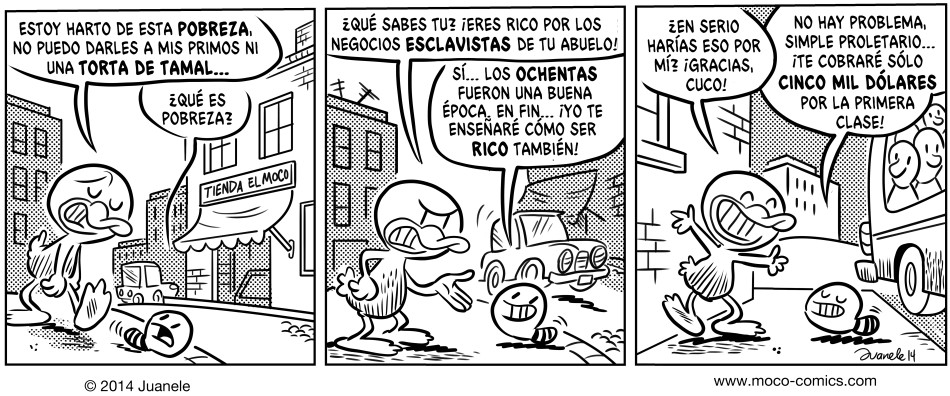 ESTOY HARTO DE ESTA POBREZA,
NO PUEDO DARLES A MIS PRIMOS NI
UNA TORTA DE TAMAL...
¿QUÉ ES
POBREZA?
TIENDA EL MOCO
¿QUÉ SABES TU? ¡ERES RICO POR LOS
NEGOCIOS ESCLAVISTAS DE TU ABUELO!
SÍ... LOS OCHENTAS
FUERON UNA BUENA
ÉPOCA, EN FIN... ¡YO TE
ENSEÑARÉ CÓMO SER
RICO TAMBIÉN!
¿EN SERIO
HARÍAS ESO POR
MÍ? ¡GRACIAS,
CUCO!
NO HAY PROBLEMA,
SIMPLE PROLETARIO...
¡TE COBRARÉ SÓLO
CINCO MIL DÓLARES
POR LA PRIMERA
CLASE!
Juanele 14
© 2014 Juanele
www.moco-comics.com